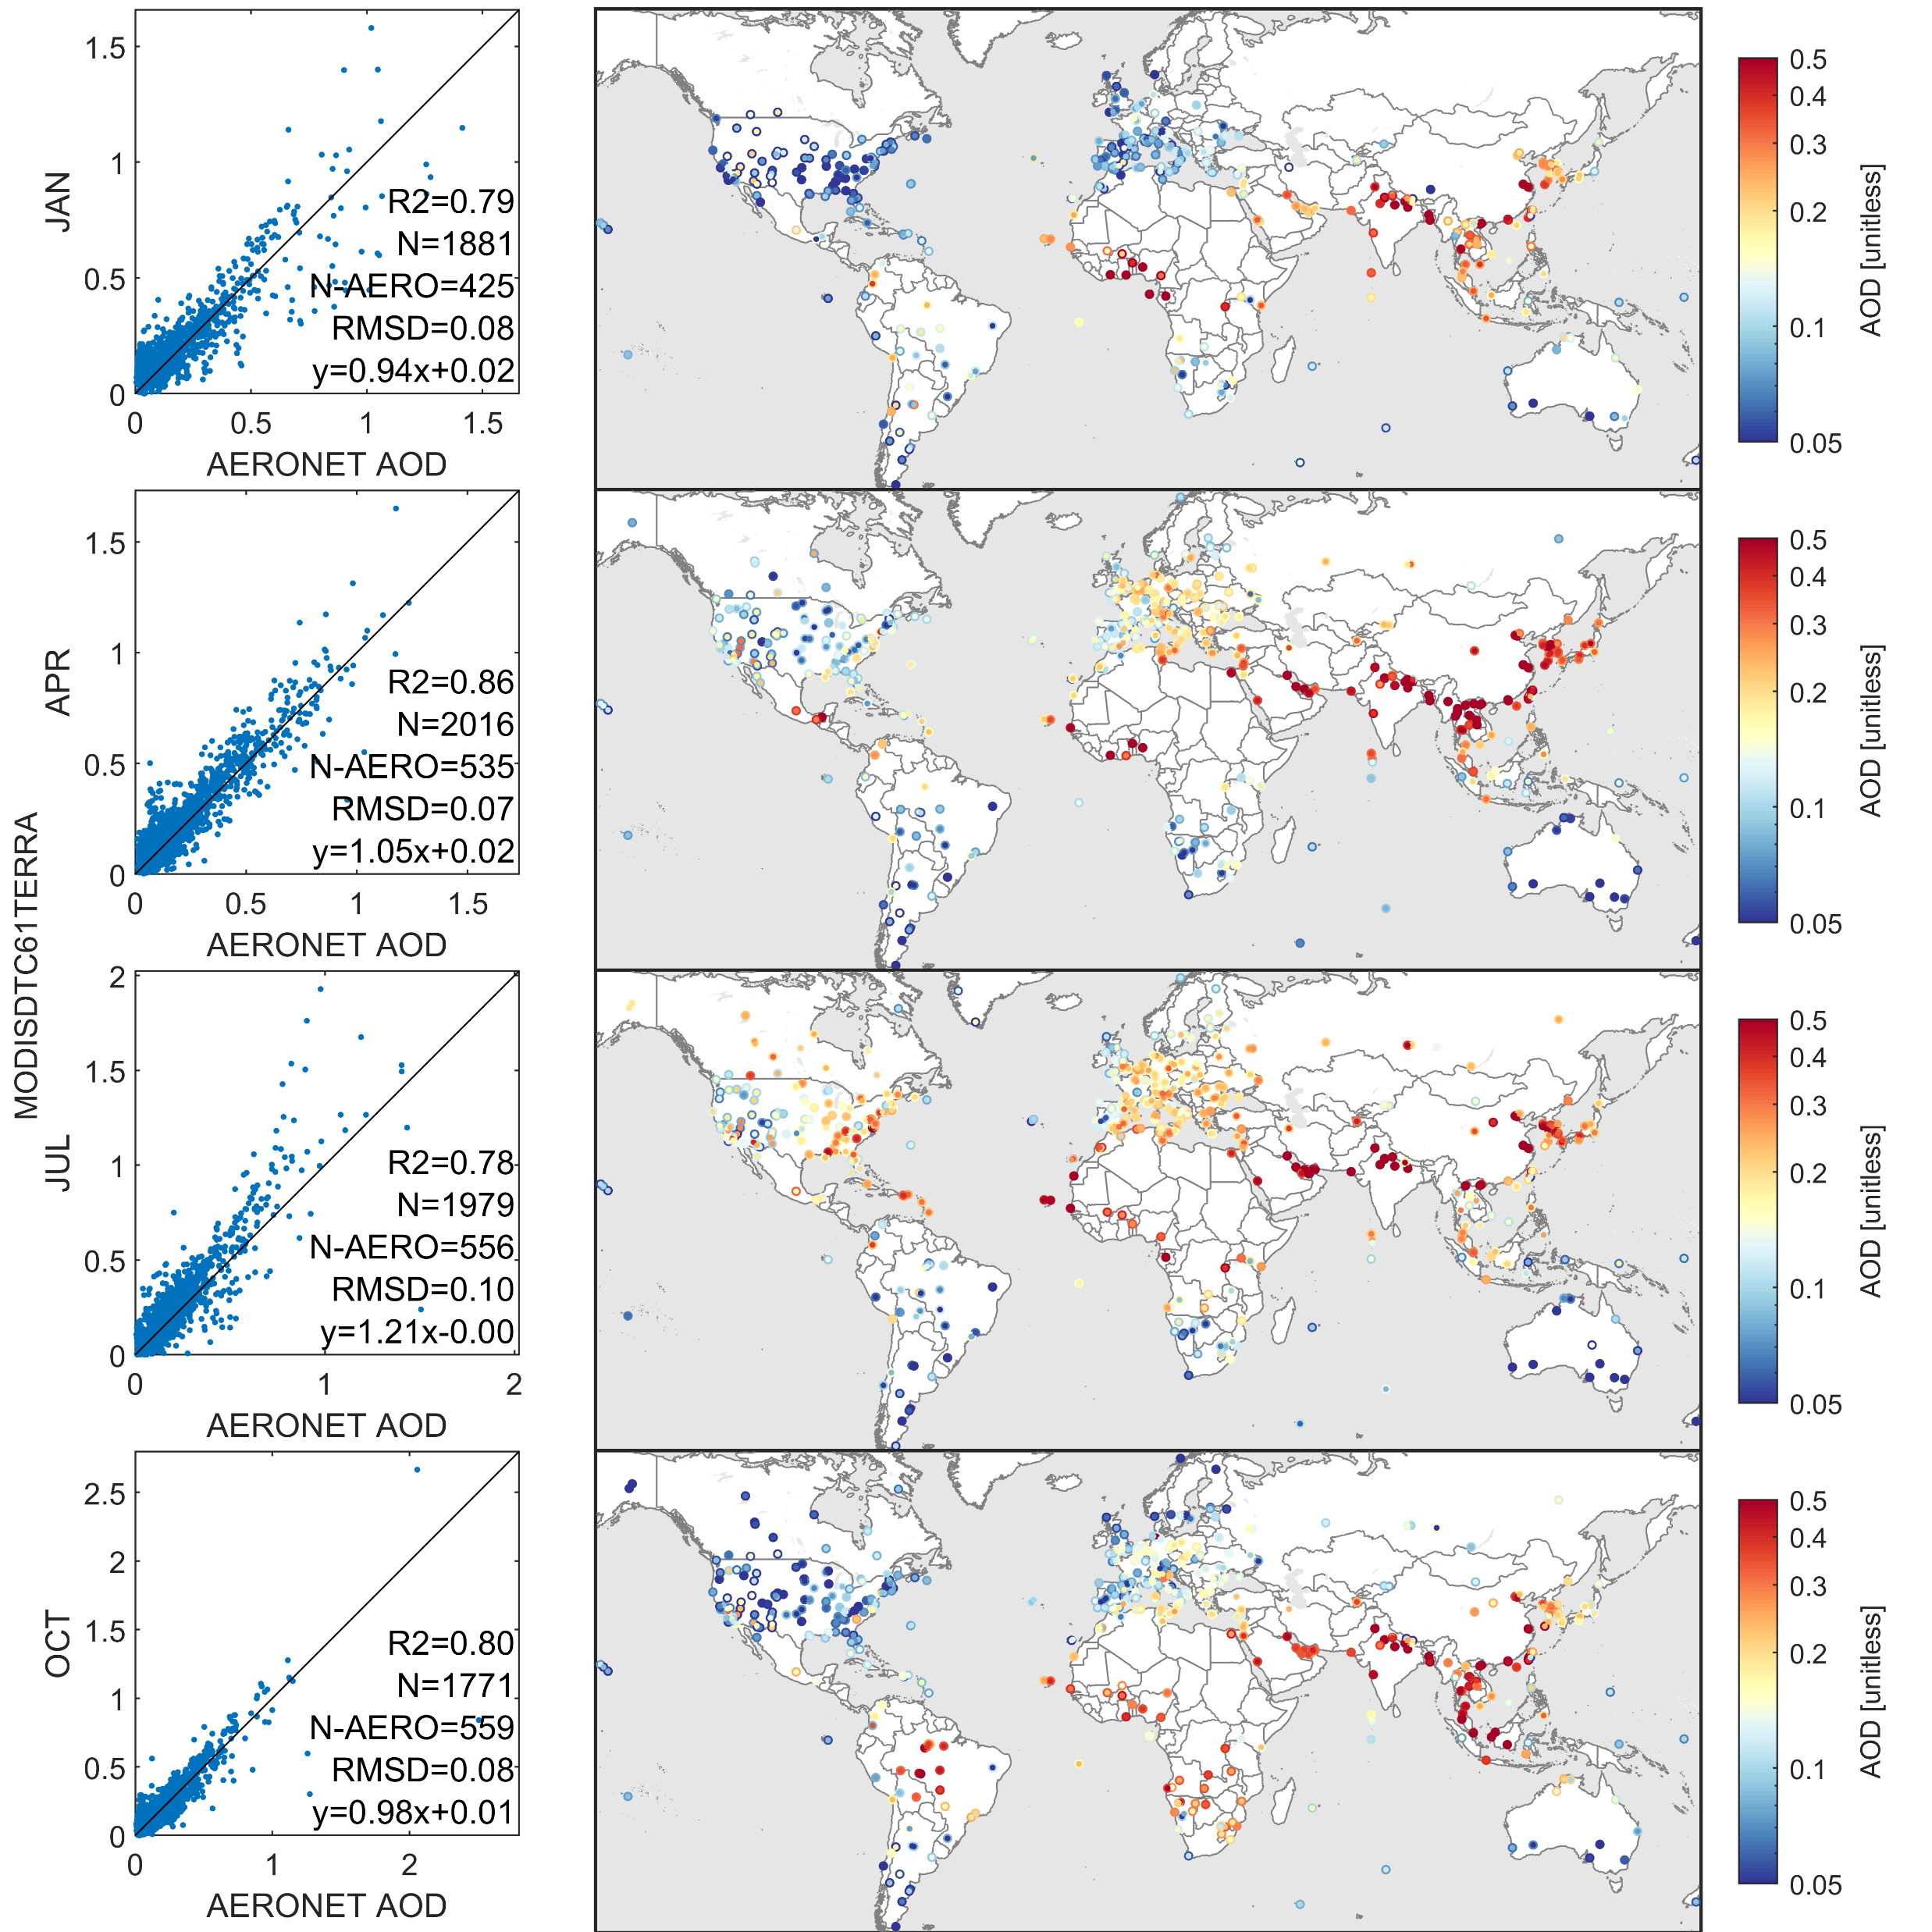 MODISDTC61TERRA
JAN
1.5
1
0.5
0
R2=0.79
N=1881
N-AERO=425
RMSD=0.08
y=0.94x+0.02
0 0.5 1 1.5
AERONET AOD
0.5
0.4
0.3
0.2
0.1
0.05
AOD [unitless]
APR
1.5
1
0.5
0
R2=0.86
N=2016
N-AERO=535
RMSD=0.07
y=1.05x+0.02
0 0.5 1 1.5
AERONET AOD
0.5
0.4
0.3
0.2
0.1
0.05
AOD [unitless]
JUL
2
1.5
1
0.5
0
R2=0.78
N=1979
N-AERO=556
RMSD=0.10
y=1.21x-0.00
0 1 2
AERONET AOD
0.5
0.4
0.3
0.2
0.1
0.05
AOD [unitless]
OCT
2.5
2
1.5
1
0.5
0
R2=0.80
N=1771
N-AERO=559
RMSD=0.08
y=0.98x+0.01
0 1 2
AERONET AOD
0.5
0.4
0.3
0.2
0.1
0.05
AOD [unitless]